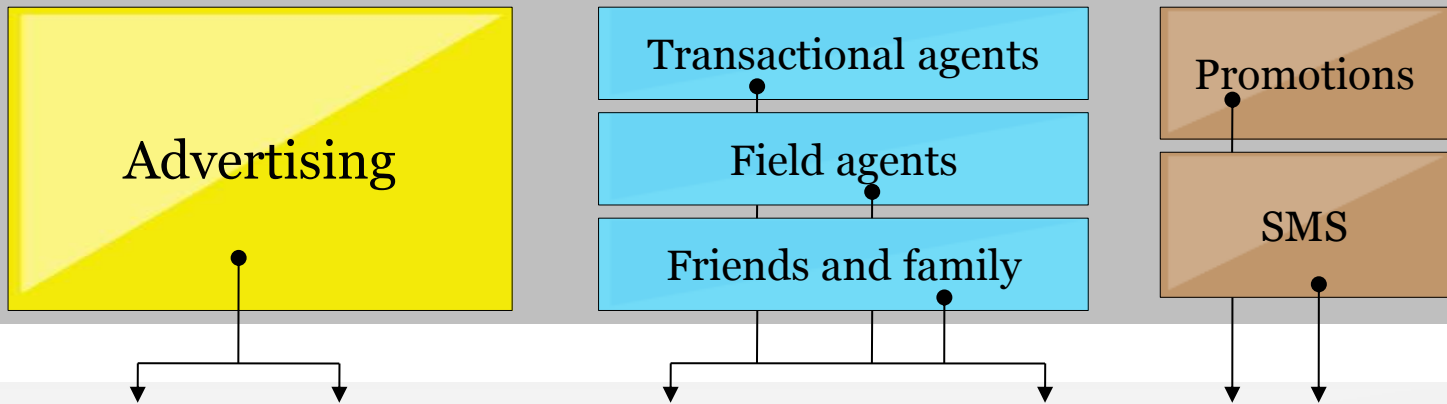 Advertising
Transactional agents
Field agents
Friends and family
Promotions
SMS